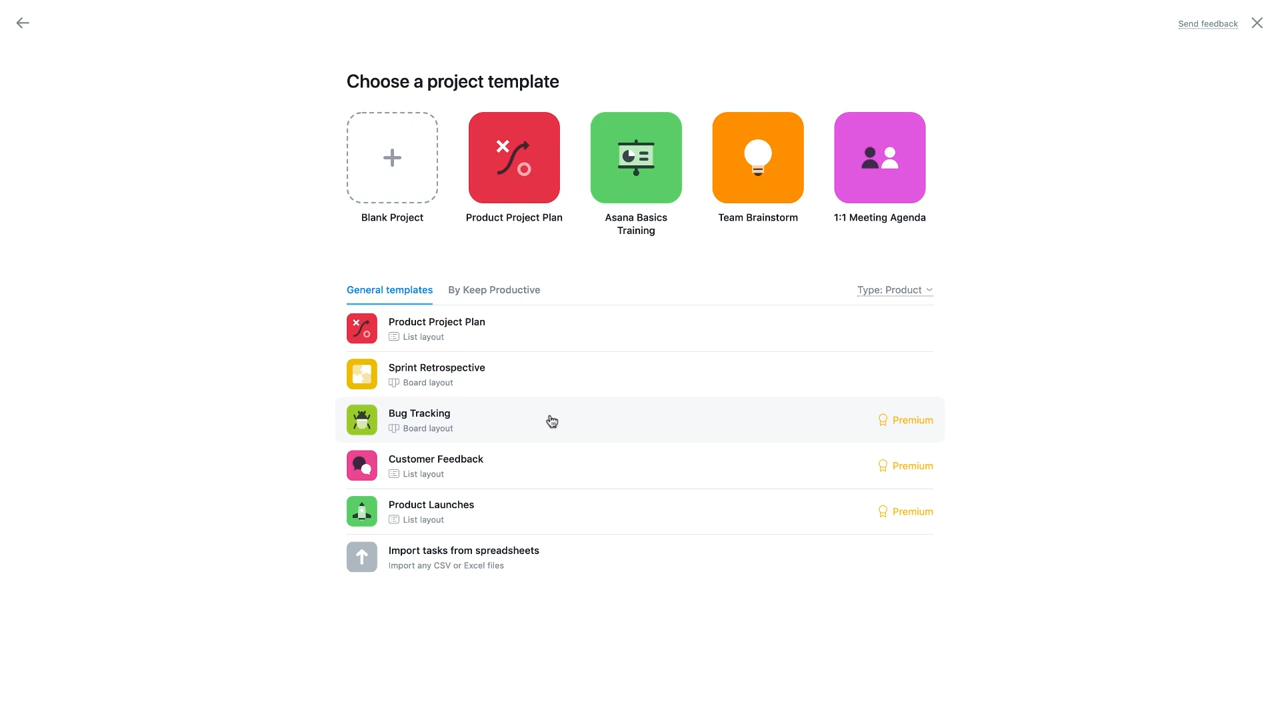 Send feedback
Choose a project template
Blank Project
Product Project Plan
Asana Basics
Training
Team Brainstorm
1:1 Meeting Agenda
General templates
By Keep Productive
Type: Product
Product Project Plan
List layout
Sprint Retrospective
Board layout
Bug Tracking
Board layout
Premium
Customer Feedback
List layout
Premium
Product Launches
List layout
Premium
Import tasks from spreadsheets
Import any CSV or Excel files